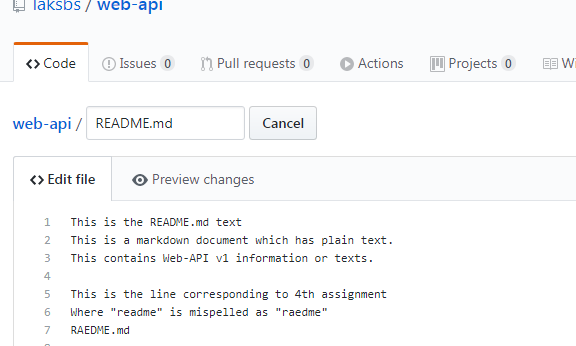 laksbs / web-api
Code Issues 0 Pull requests 0 Actions Projects 0
web-api / README.md Cancel
Edit file Preview changes
1 This is the README.md text
2 This is a markdown document which has plain text.
3 This contains Web-API v1 information or texts.
4
5 This is the line corresponding to 4th assignment
6 Where "readme" is mispelled as "raedme"
7 RAEDME.md